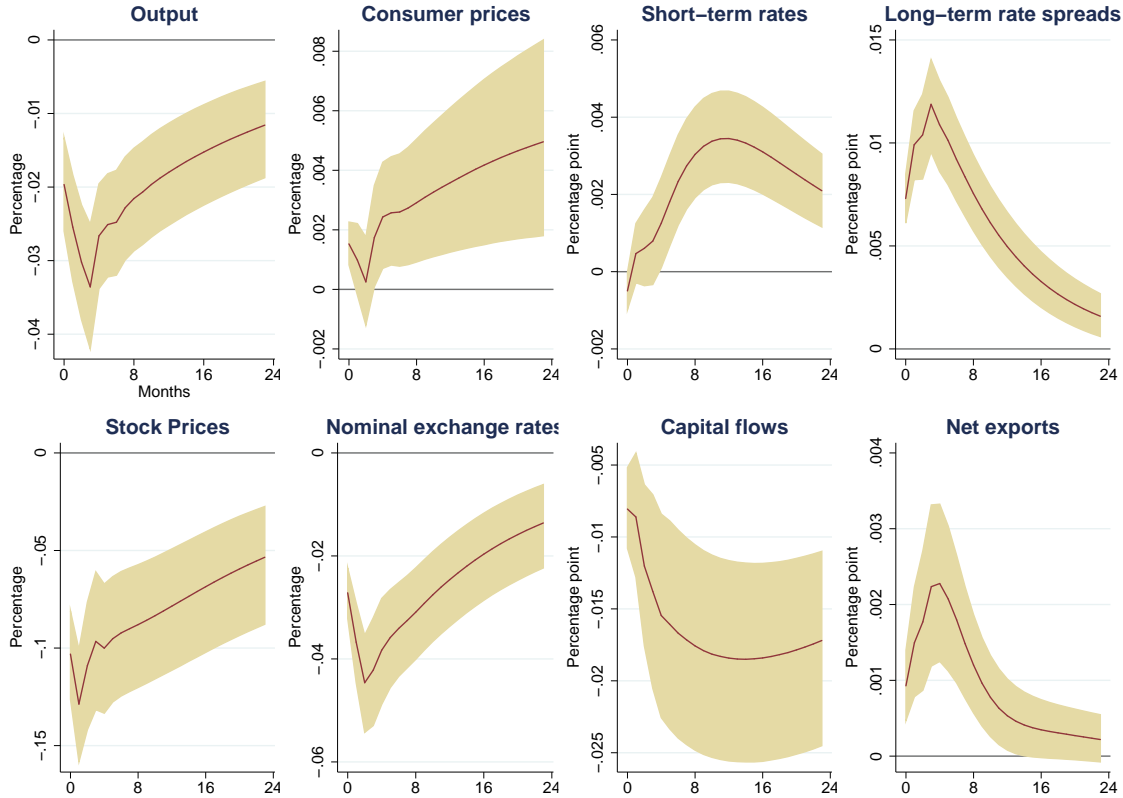 Output
Percentage
0
−.01
−.02
−.03
−.04
0 8 16 24
Months
Consumer prices
Percentage
.008
.006
.004
.002
0
−.002
0 8 16 24
Short−term rates
Percentage point
.006
.004
.002
0
−.002
0 8 16 24
Long−term rate spreads
Percentage point
.015
.01
.005
0
0 8 16 24
Stock Prices
Percentage
0
−.05
−.1
−.15
0 8 16 24
Nominal exchange rates
Percentage
0
−.02
−.04
−.06
0 8 16 24
Capital flows
Percentage point
−.005
−.01
−.015
−.02
−.025
0 8 16 24
Net exports
Percentage point
.004
.003
.002
.001
0
0 8 16 24